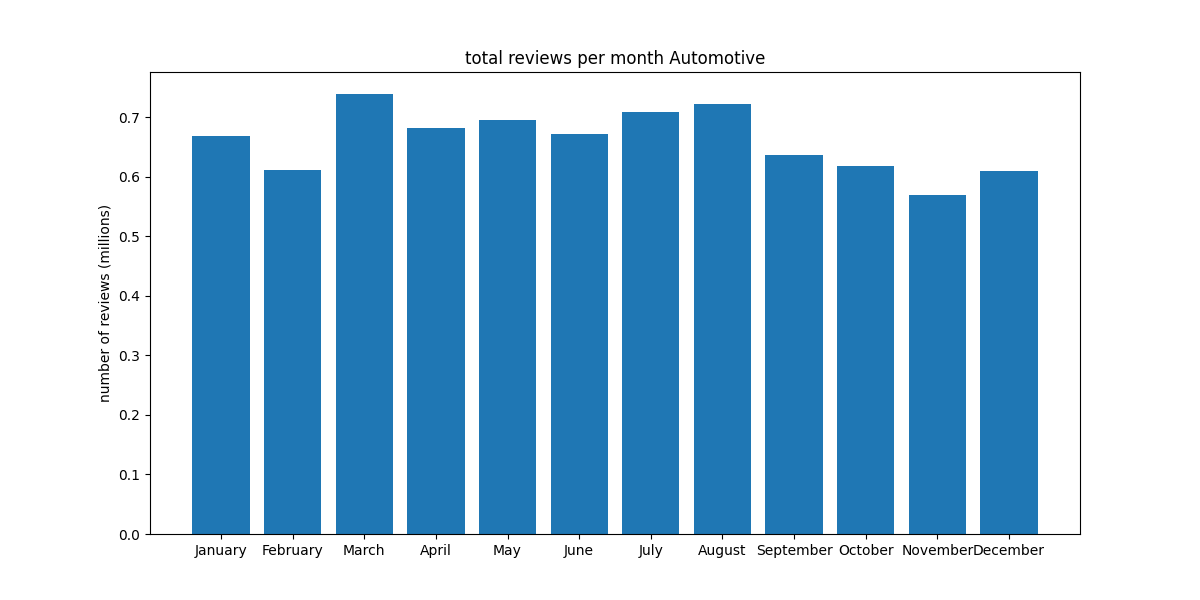 total reviews per month Automotive
number of reviews (millions)
0.7
0.6
0.5
0.4
0.3
0.2
0.1
0.0
January February March April May June July August September October November December